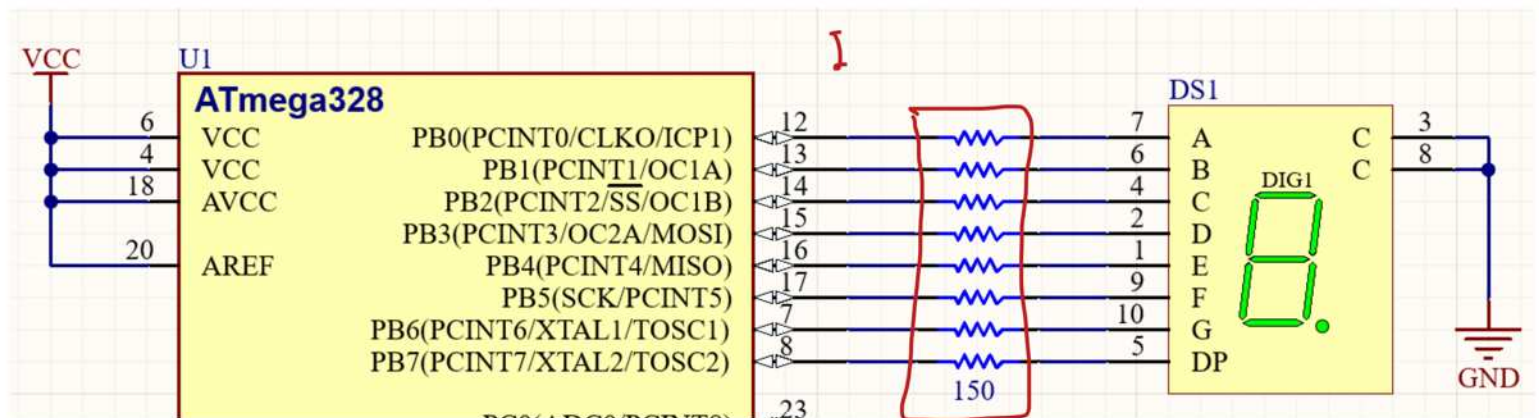 VCC
U1
I
ATmega328
DS1
6 VCC PB0(PCINT0/CLKO/ICP1) 12 7 A C 3
4 VCC PB1(PCINT1/OC1A) 13 6 B C 8
18 AVCC PB2(PCINT2/SS/OC1B) 14 4 C DIG1
PB3(PCINT3/OC2A/MOSI) 15 2 D
20 AREF PB4(PCINT4/MISO) 16 1 E
PB5(SCK/PCINT5) 17 9 F
PB6(PCINT6/XTAL1/TOSC1) 7 10 G
PB7(PCINT7/XTAL2/TOSC2) 8 5 DP
150
GND
23